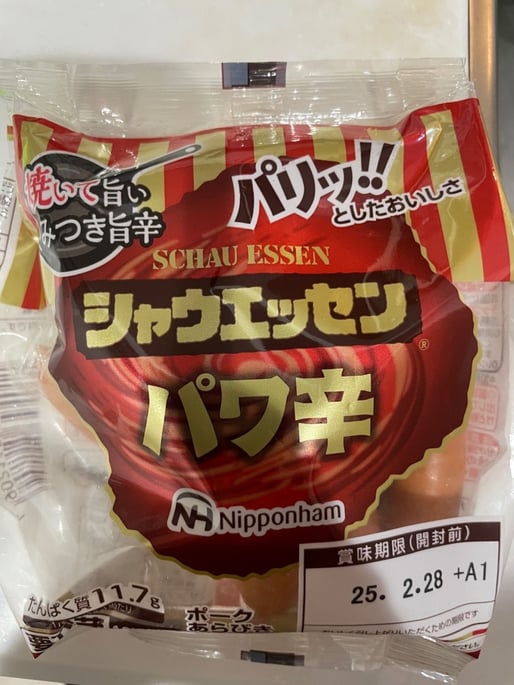 焼いて旨い
みつき旨辛
パリッ!!
としたおいしさ
SCHAU ESSEN
シャウエッセン
®
パワ辛
NH Nipponham
賞味期限(開封前)
25. 2.28 +A1
たんぱく質 11.7g
ポーク
あらびき